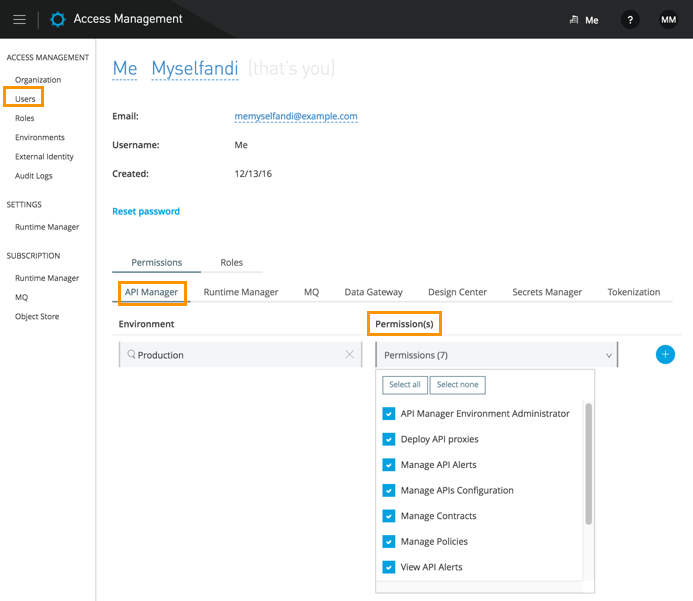 Access Management
Me
?
MM
ACCESS MANAGEMENT
Organization
Users
Roles
Environments
External Identity
Audit Logs
SETTINGS
Runtime Manager
SUBSCRIPTION
Runtime Manager
MQ
Object Store
Me Myselfandi (that's you)
Email: memyselfandi@example.com
Username: Me
Created: 12/13/16
Reset password
Permissions Roles
API Manager Runtime Manager MQ Data Gateway Design Center Secrets Manager Tokenization
Environment Permission(s)
Production Permissions (7)
Select all Select none
API Manager Environment Administrator
Deploy API proxies
Manage API Alerts
Manage APIs Configuration
Manage Contracts
Manage Policies
View API Alerts